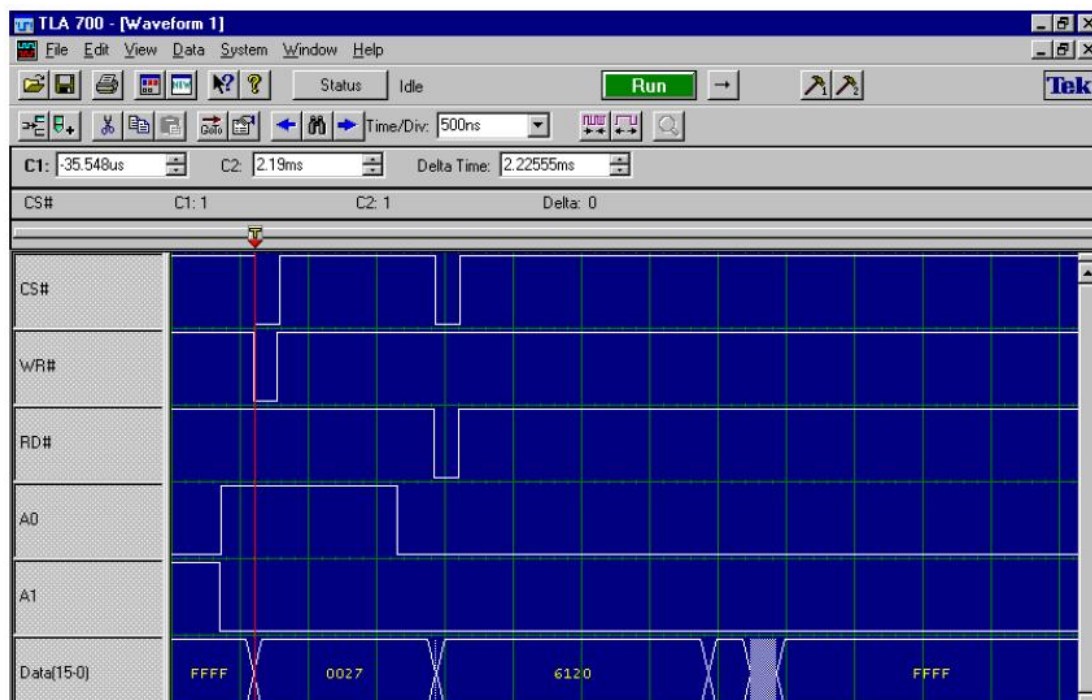 TLA 700 - [Waveform 1]
File Edit View Data System Window Help
NEW Status Idle Run Tek
Goto Time/Div: 500ns
C1: -35.548us C2: 2.19ms Delta Time: 2.22555ms
CS# C1: 1 C2: 1 Delta: 0
T
CS#
WR#
RD#
A0
A1
Data(15-0) FFFF 0027 6120 FFFF